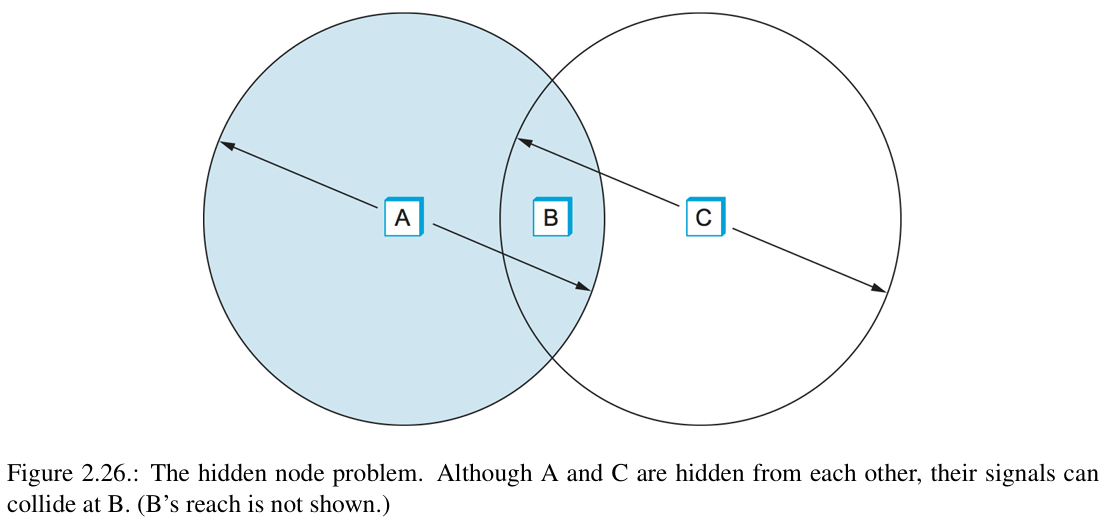 A
B
C
Figure 2.26.: The hidden node problem. Although A and C are hidden from each other, their signals can
collide at B. (B’s reach is not shown.)